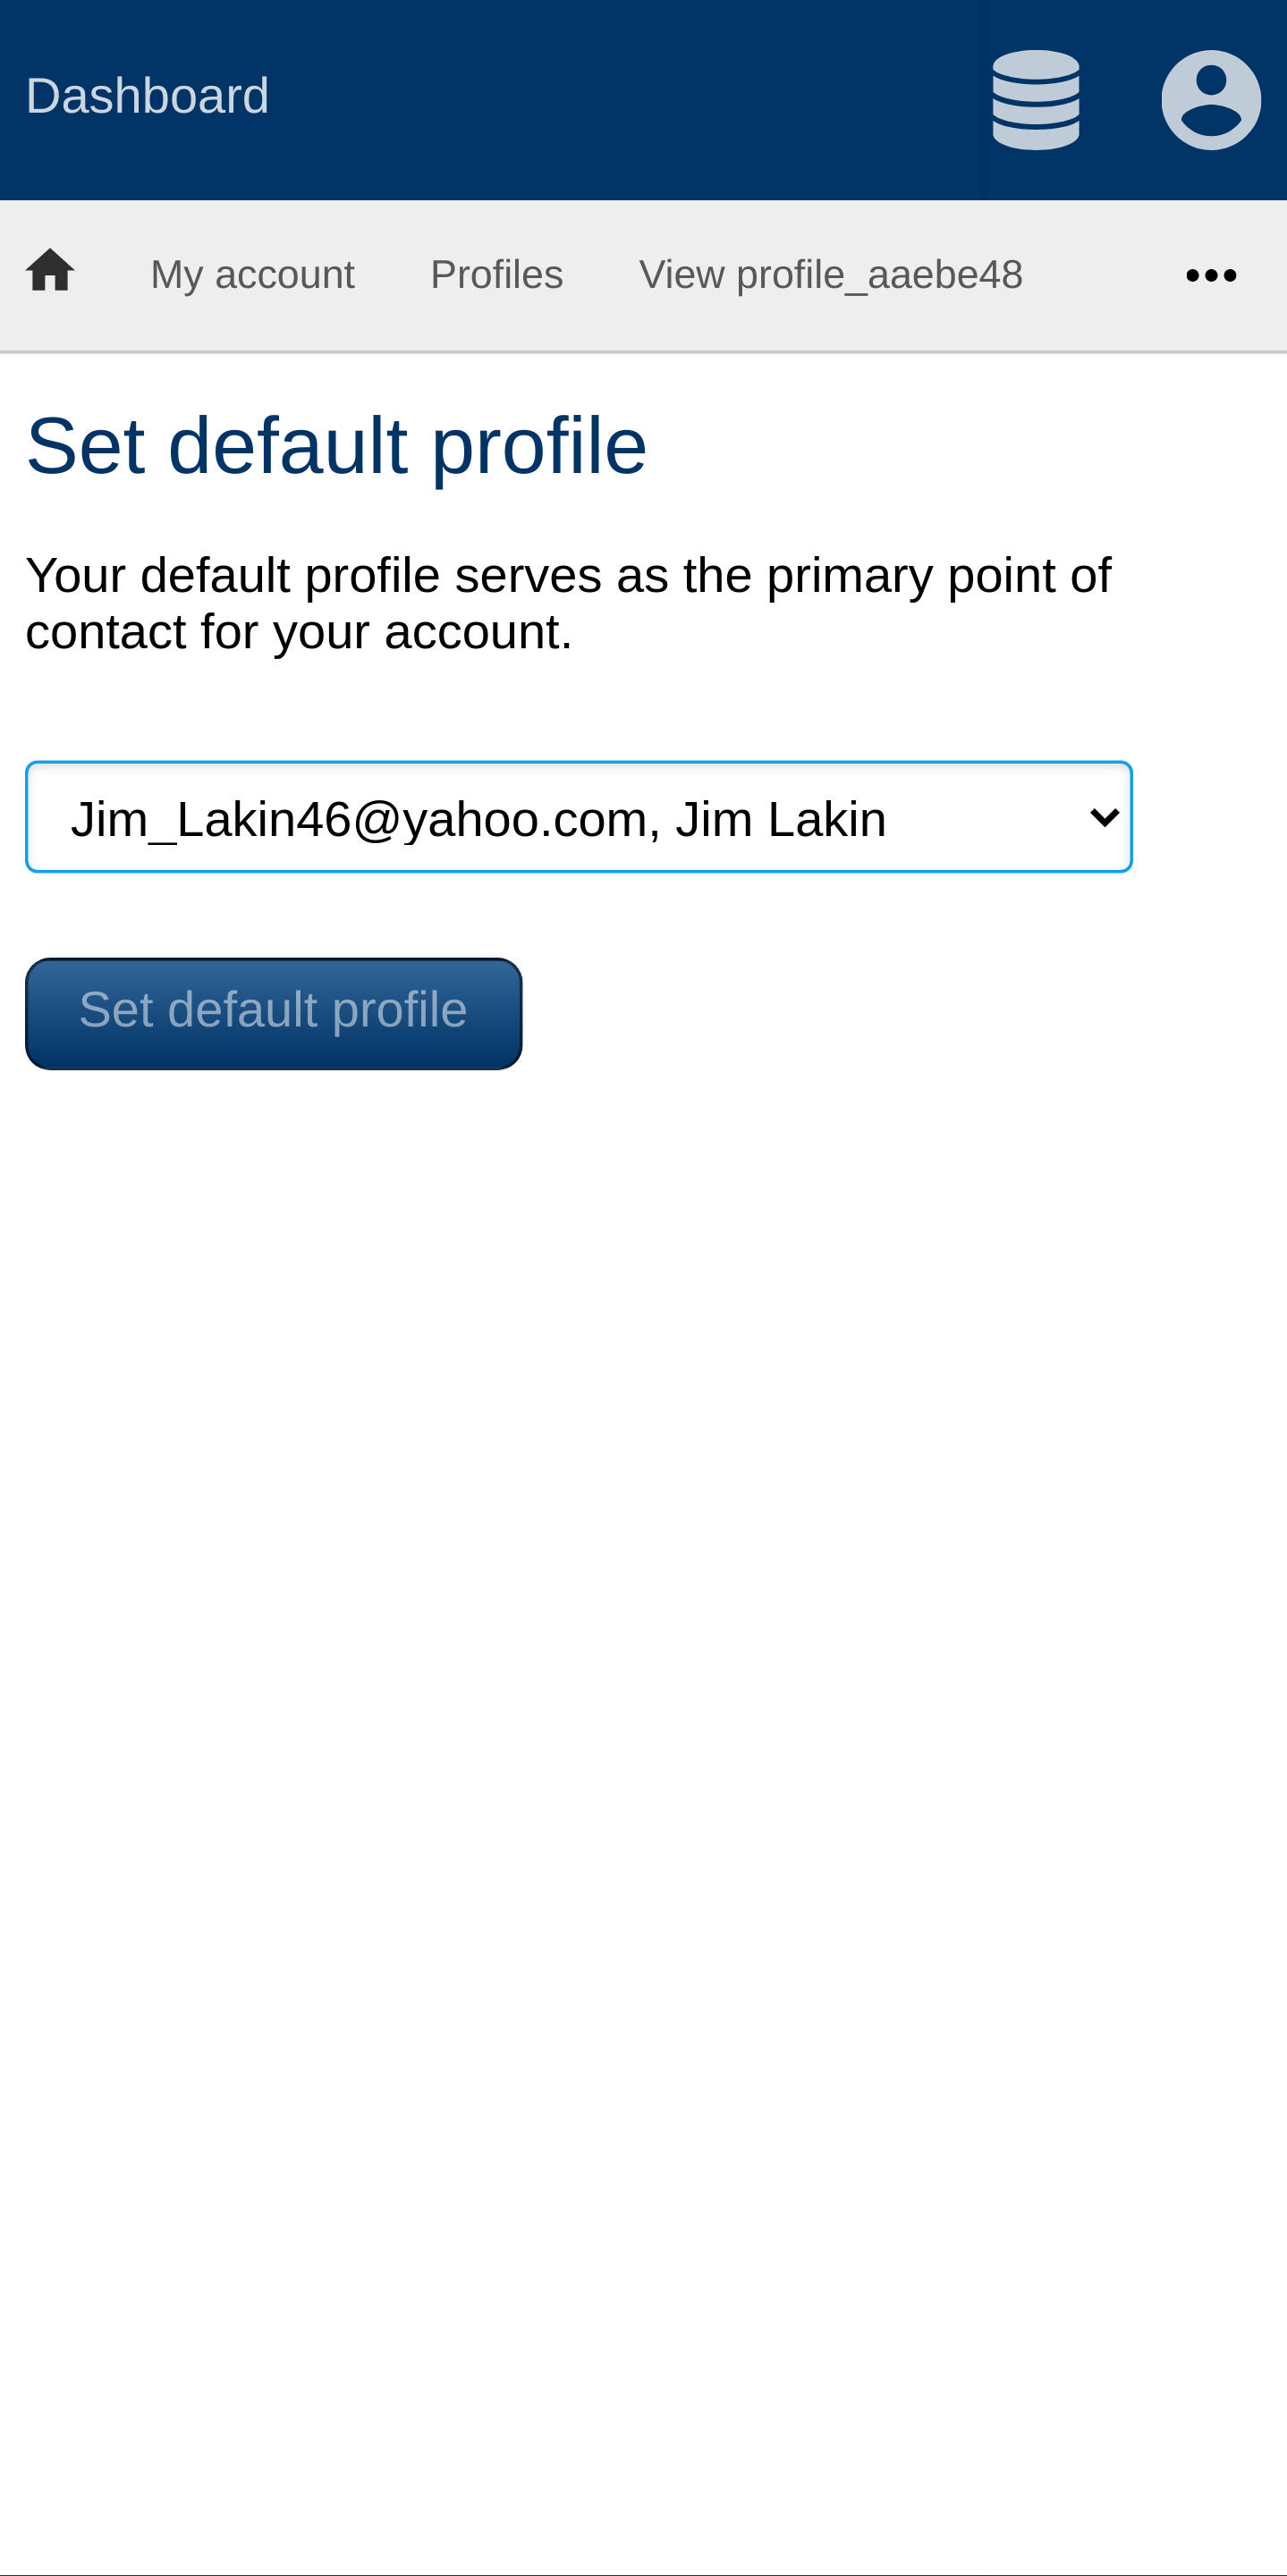 Dashboard
My account Profiles View profile_aaebe48
Set default profile
Your default profile serves as the primary point of
contact for your account.
Jim_Lakin46@yahoo.com, Jim Lakin
Set default profile